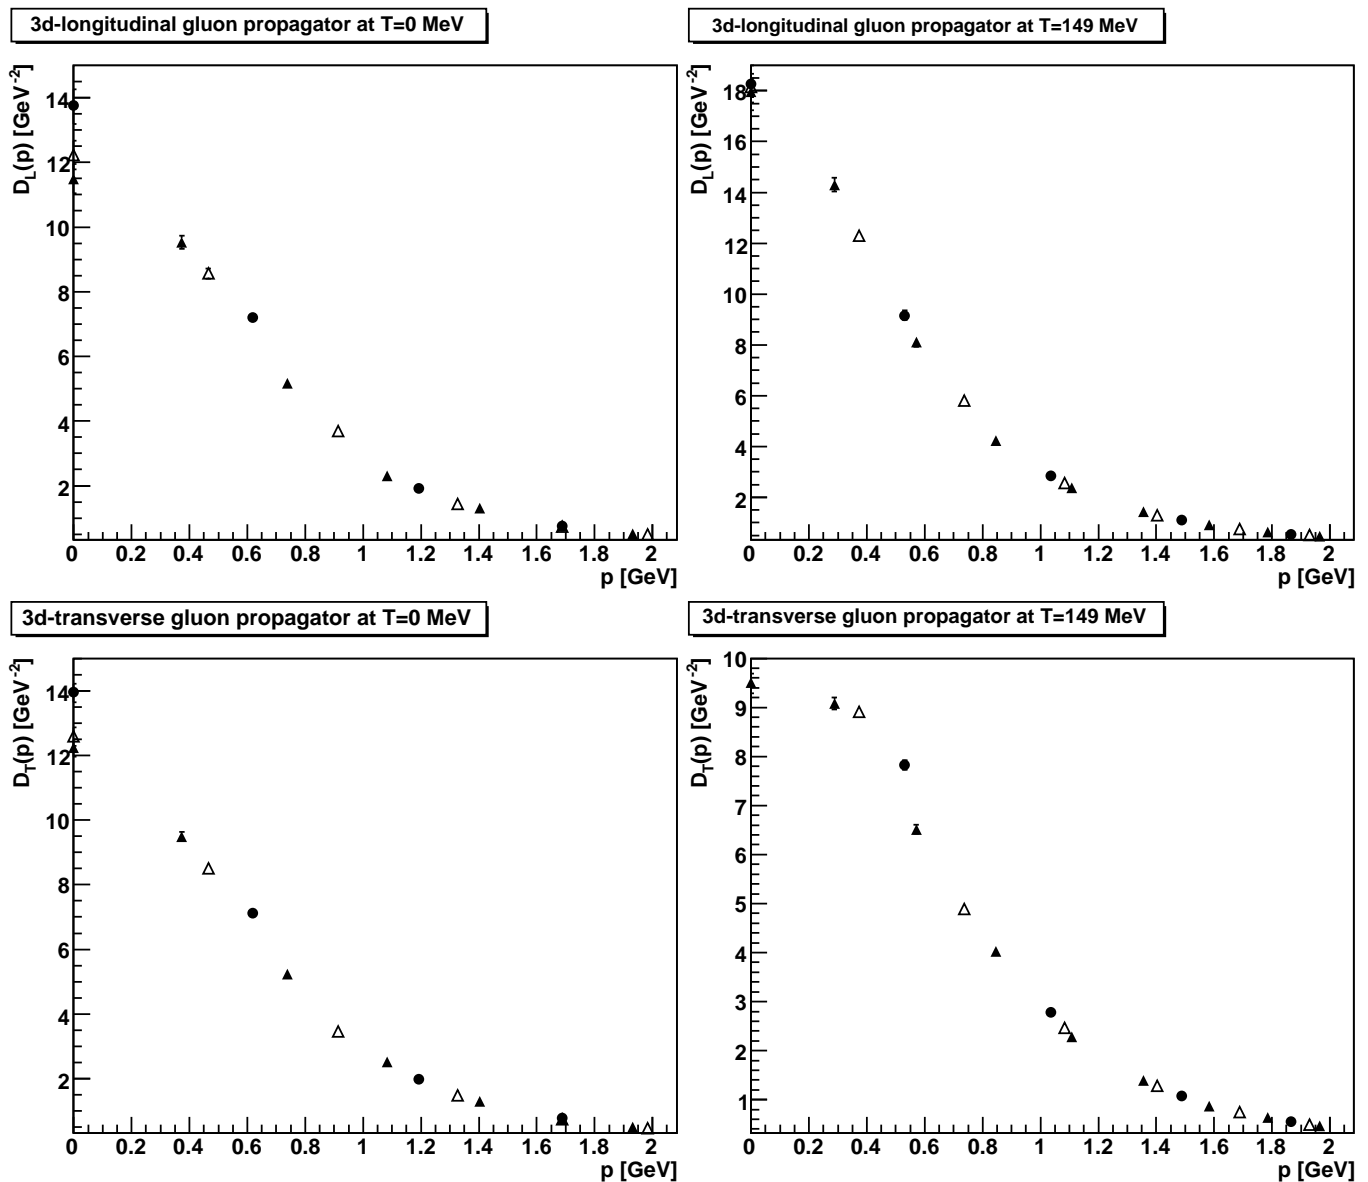 3d-longitudinal gluon propagator at T=0 MeV
D_L(p) [GeV^-2]
14
12
10
8
6
4
2
0 0.2 0.4 0.6 0.8 1 1.2 1.4 1.6 1.8 2
p [GeV]
3d-longitudinal gluon propagator at T=149 MeV
D_L(p) [GeV^-2]
18
16
14
12
10
8
6
4
2
0 0.2 0.4 0.6 0.8 1 1.2 1.4 1.6 1.8 2
p [GeV]
3d-transverse gluon propagator at T=0 MeV
D_T(p) [GeV^-2]
14
12
10
8
6
4
2
0 0.2 0.4 0.6 0.8 1 1.2 1.4 1.6 1.8 2
p [GeV]
3d-transverse gluon propagator at T=149 MeV
D_T(p) [GeV^-2]
10
9
8
7
6
5
4
3
2
1
0 0.2 0.4 0.6 0.8 1 1.2 1.4 1.6 1.8 2
p [GeV]